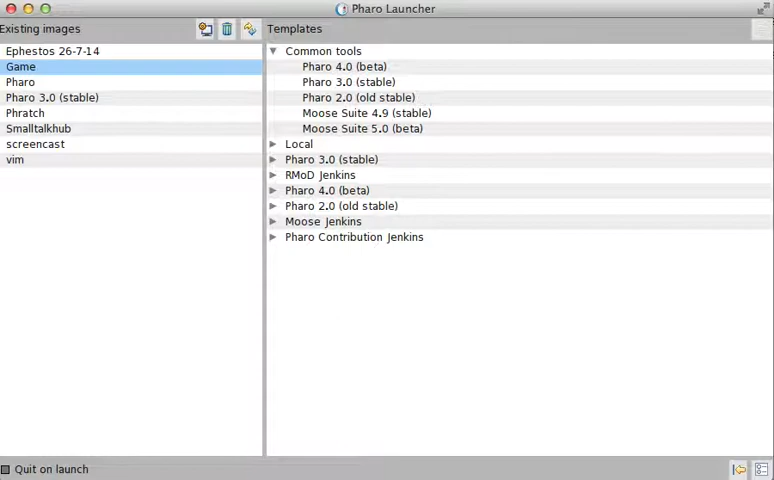 Pharo Launcher
Existing images
Templates
Ephestos 26-7-14
Game
Pharo
Pharo 3.0 (stable)
Phratch
Smalltalkhub
screencast
vim
Common tools
Pharo 4.0 (beta)
Pharo 3.0 (stable)
Pharo 2.0 (old stable)
Moose Suite 4.9 (stable)
Moose Suite 5.0 (beta)
Local
Pharo 3.0 (stable)
RMoD Jenkins
Pharo 4.0 (beta)
Pharo 2.0 (old stable)
Moose Jenkins
Pharo Contribution Jenkins
Quit on launch